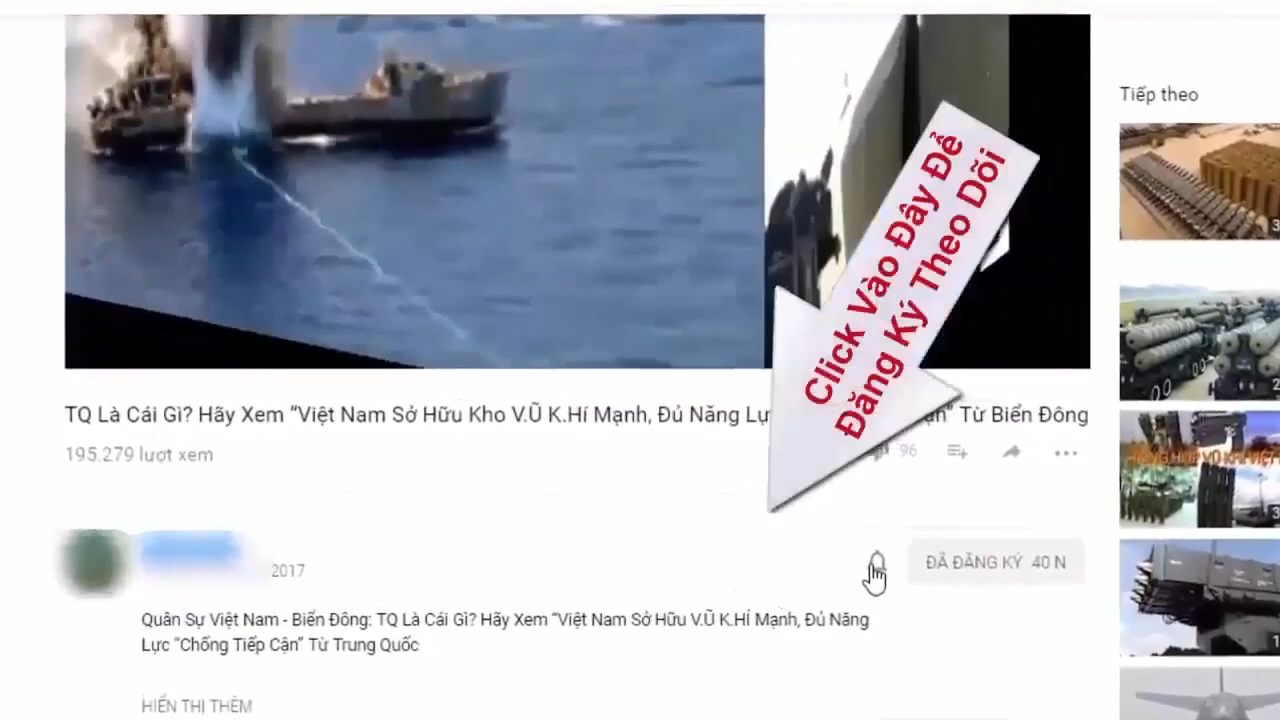 Tiếp theo
Click Vào Đây Để
Đăng Ký Theo Dõi
TQ Là Cái Gì? Hãy Xem “Việt Nam Sở Hữu Kho V.Ũ K.Hí Mạnh, Đủ Năng Lực Từ Biển Đông
195.279 lượt xem
96
2017
ĐÃ ĐĂNG KÝ 40 N
Quân Sự Việt Nam - Biển Đông: TQ Là Cái Gì? Hãy Xem “Việt Nam Sở Hữu V.Ũ K.HÍ Mạnh, Đủ Năng
Lực “Chống Tiếp Cận” Từ Trung Quốc
HIỂN THỊ THÊM